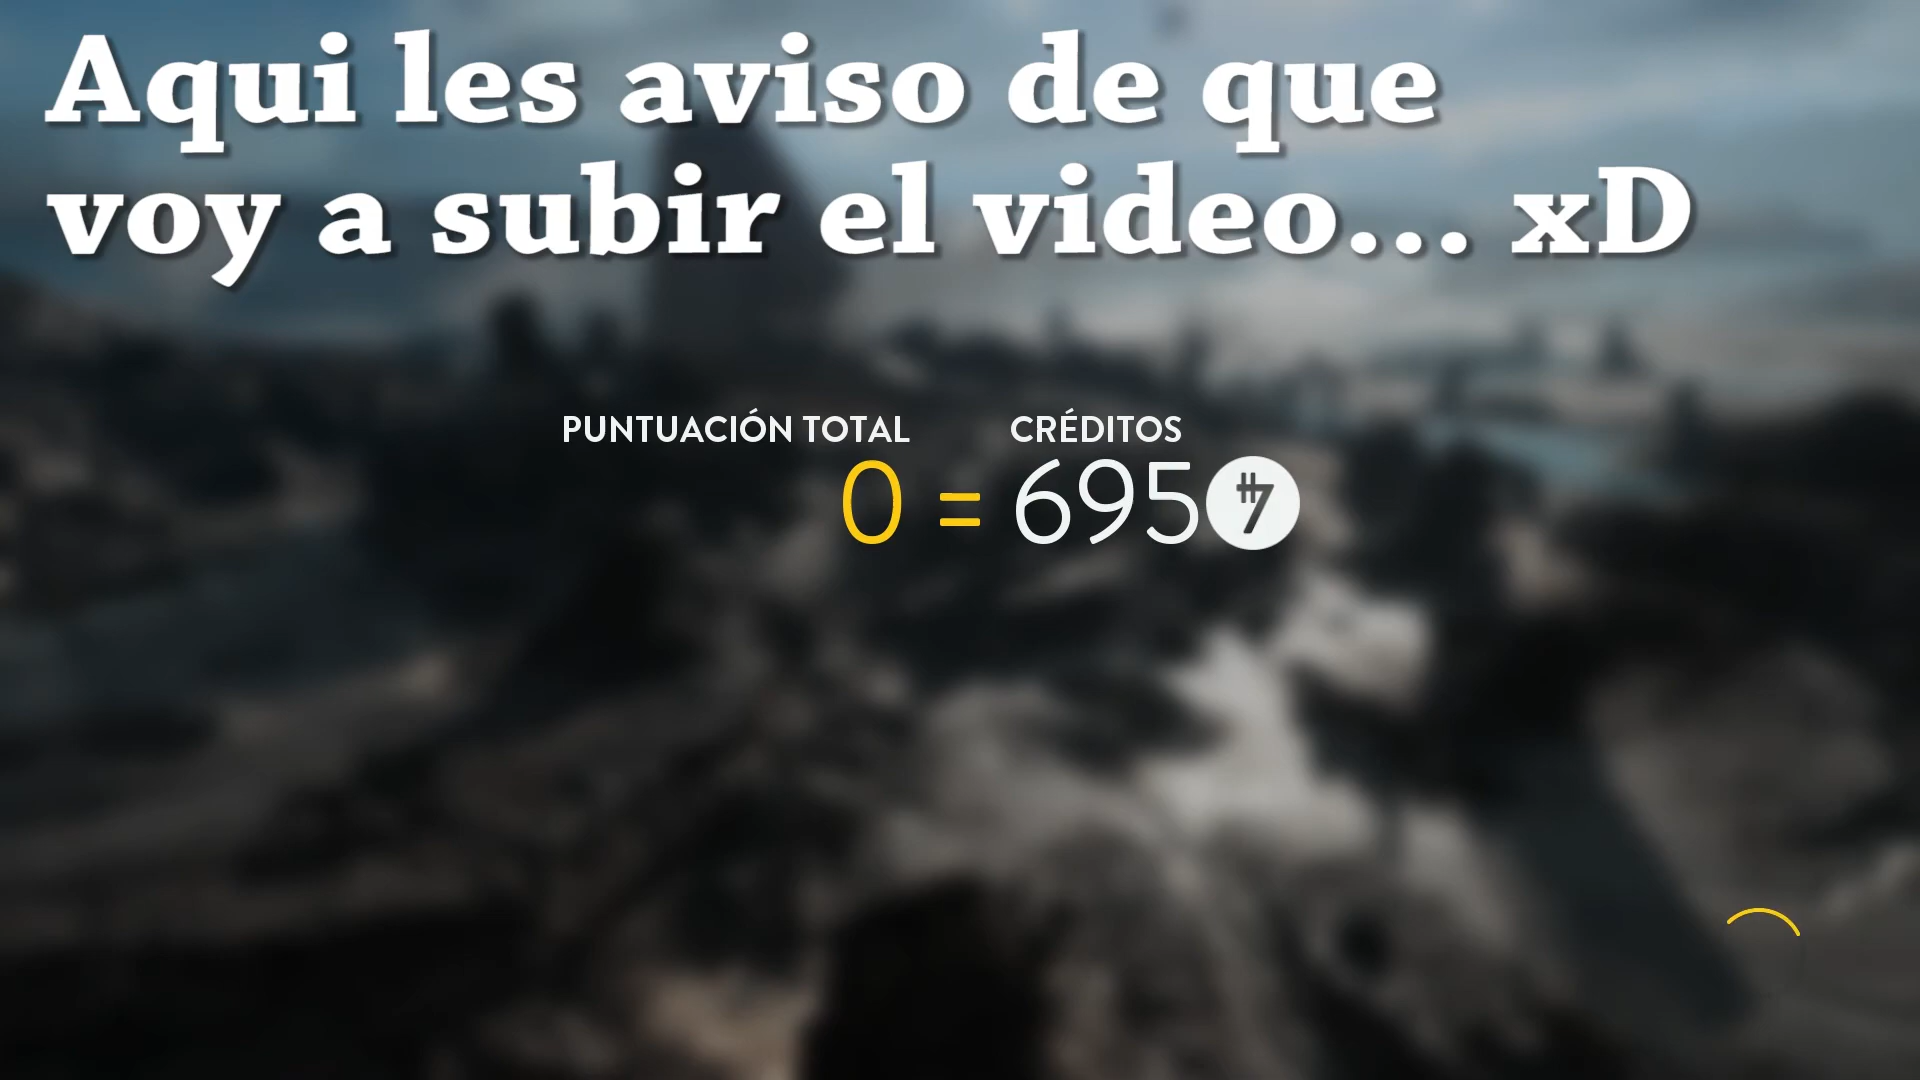 Aqui les aviso de que
voy a subir el video... xD
PUNTUACIÓN TOTAL CRÉDITOS
0 = 695